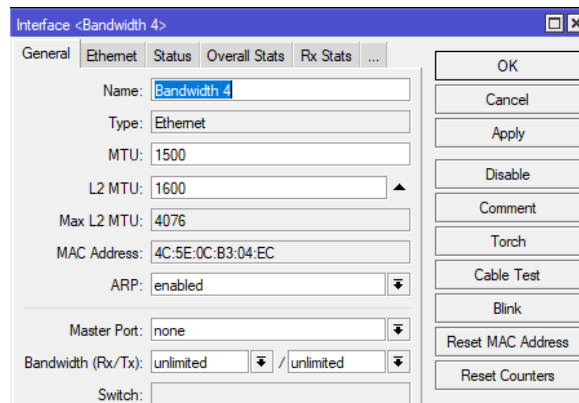 Interface <Bandwidth 4>
General Ethernet Status Overall Stats Rx Stats ...
Name: Bandwidth 4
Type: Ethernet
MTU: 1500
L2 MTU: 1600
Max L2 MTU: 4076
MAC Address: 4C:5E:0C:B3:04:EC
ARP: enabled
Master Port: none
Bandwidth (Rx/Tx): unlimited / unlimited
Switch:
OK
Cancel
Apply
Disable
Comment
Torch
Cable Test
Blink
Reset MAC Address
Reset Counters